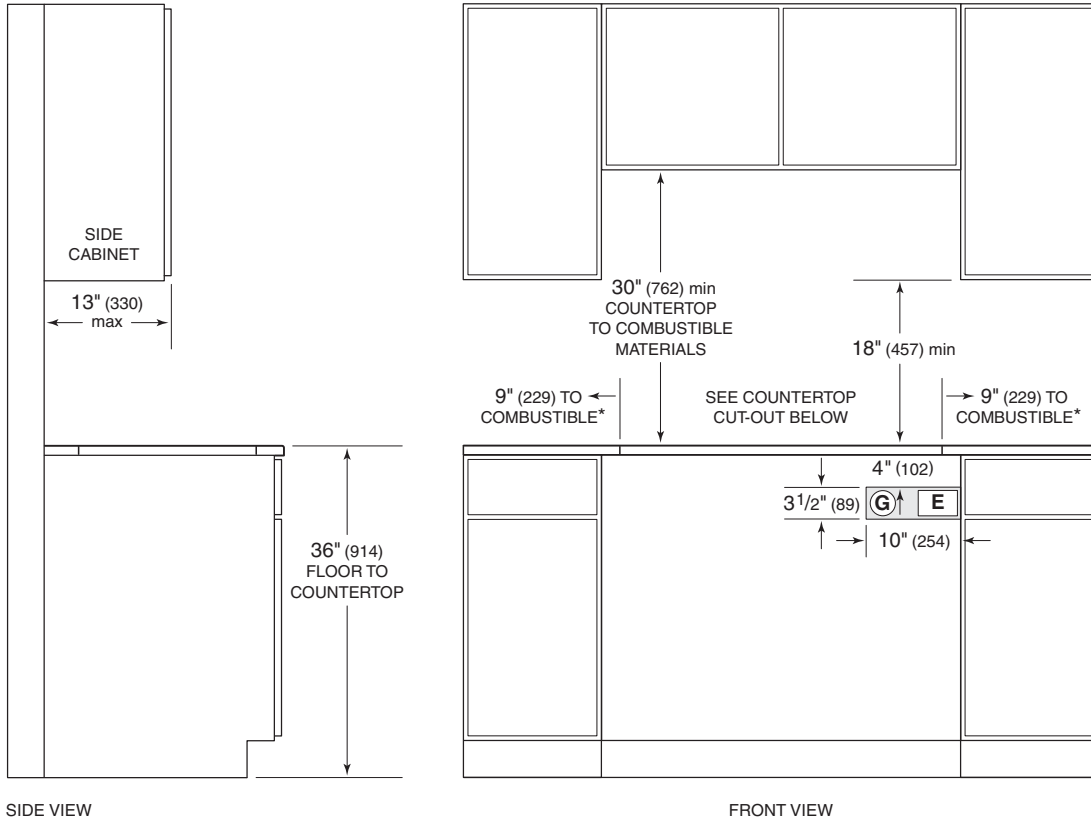 SIDE
CABINET
13" (330)
max
36" (914)
FLOOR TO
COUNTERTOP
SIDE VIEW
30" (762) min
COUNTERTOP
TO COMBUSTIBLE
MATERIALS
18" (457) min
9" (229) TO
COMBUSTIBLE*
SEE COUNTERTOP
CUT-OUT BELOW
9" (229) TO
COMBUSTIBLE*
4" (102)
3 1/2" (89)
G
E
10" (254)
FRONT VIEW